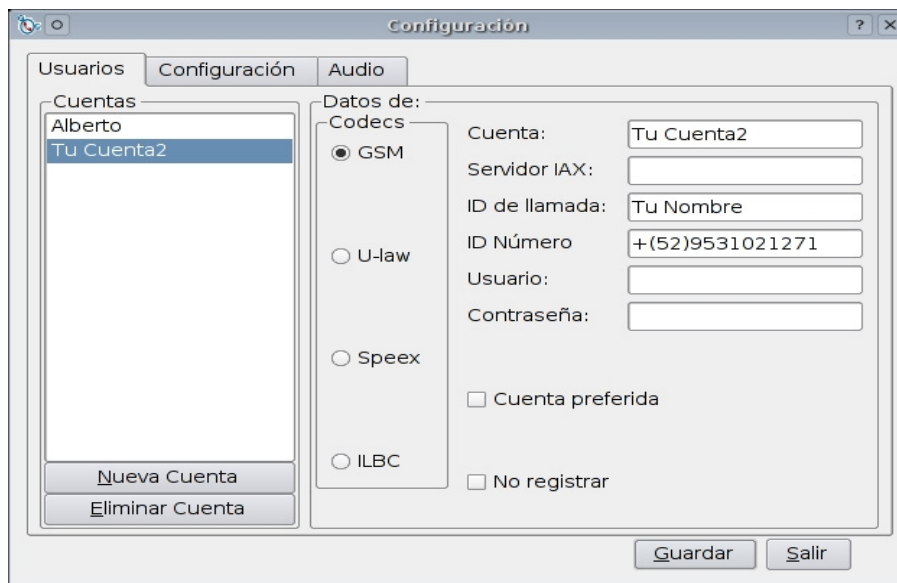 Configuración
Usuarios
Configuración
Audio
Cuentas
Alberto
Tu Cuenta2
Nueva Cuenta
Eliminar Cuenta
Datos de:
Codecs
GSM
U-law
Speex
ILBC
Cuenta: Tu Cuenta2
Servidor IAX:
ID de llamada: Tu Nombre
ID Número +(52)9531021271
Usuario:
Contraseña:
Cuenta preferida
No registrar
Guardar
Salir